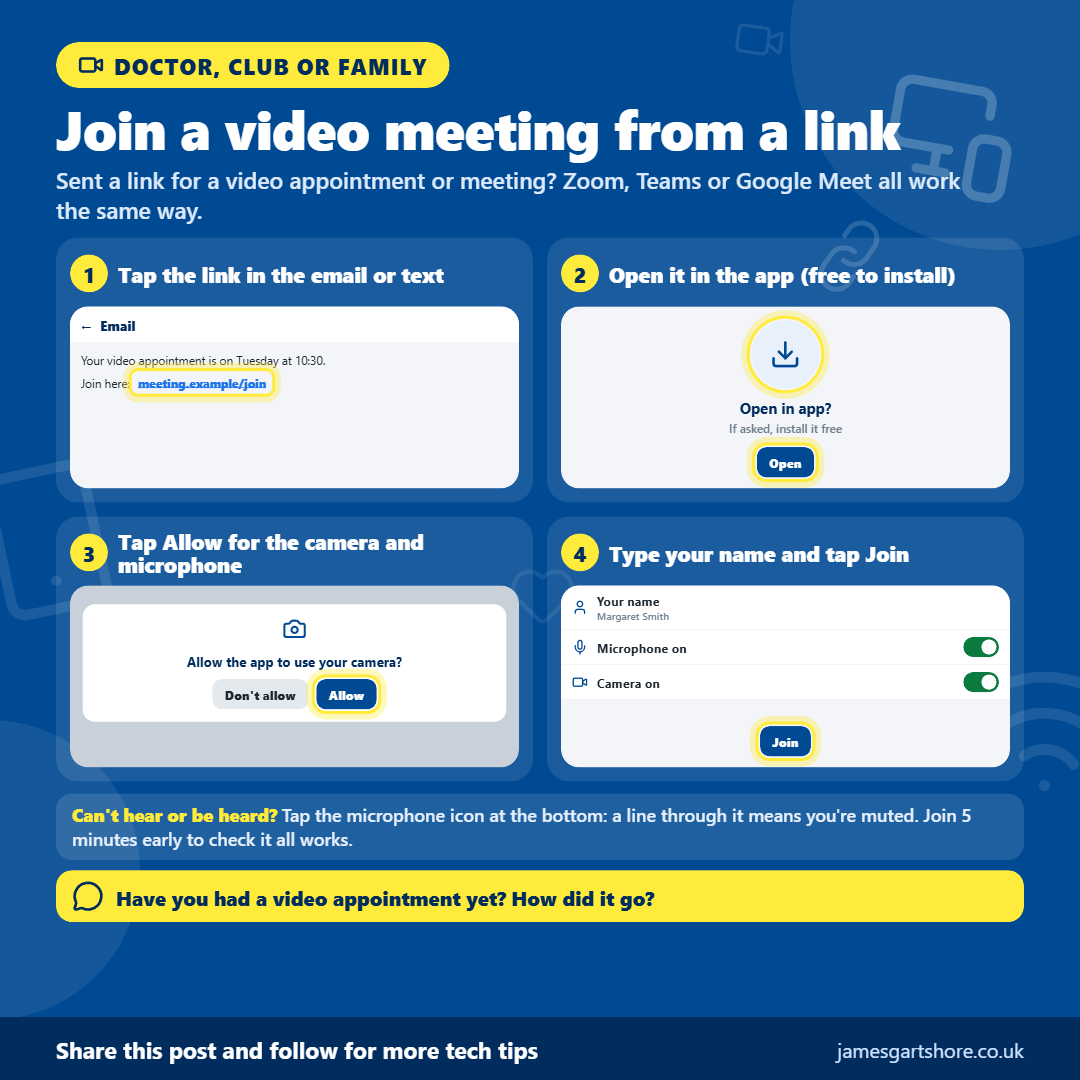 DOCTOR, CLUB OR FAMILY
Join a video meeting from a link
Sent a link for a video appointment or meeting? Zoom, Teams or Google Meet all work
the same way.
1 Tap the link in the email or text
← Email
Your video appointment is on Tuesday at 10:30.
Join here: meeting.example/join
2 Open it in the app (free to install)
Open in app?
If asked, install it free
Open
3 Tap Allow for the camera and
microphone
Allow the app to use your camera?
Don't allow Allow
4 Type your name and tap Join
Your name
Margaret Smith
Microphone on
Camera on
Join
Can't hear or be heard? Tap the microphone icon at the bottom: a line through it means you're muted. Join 5
minutes early to check it all works.
Have you had a video appointment yet? How did it go?
Share this post and follow for more tech tips
jamesgartshore.co.uk